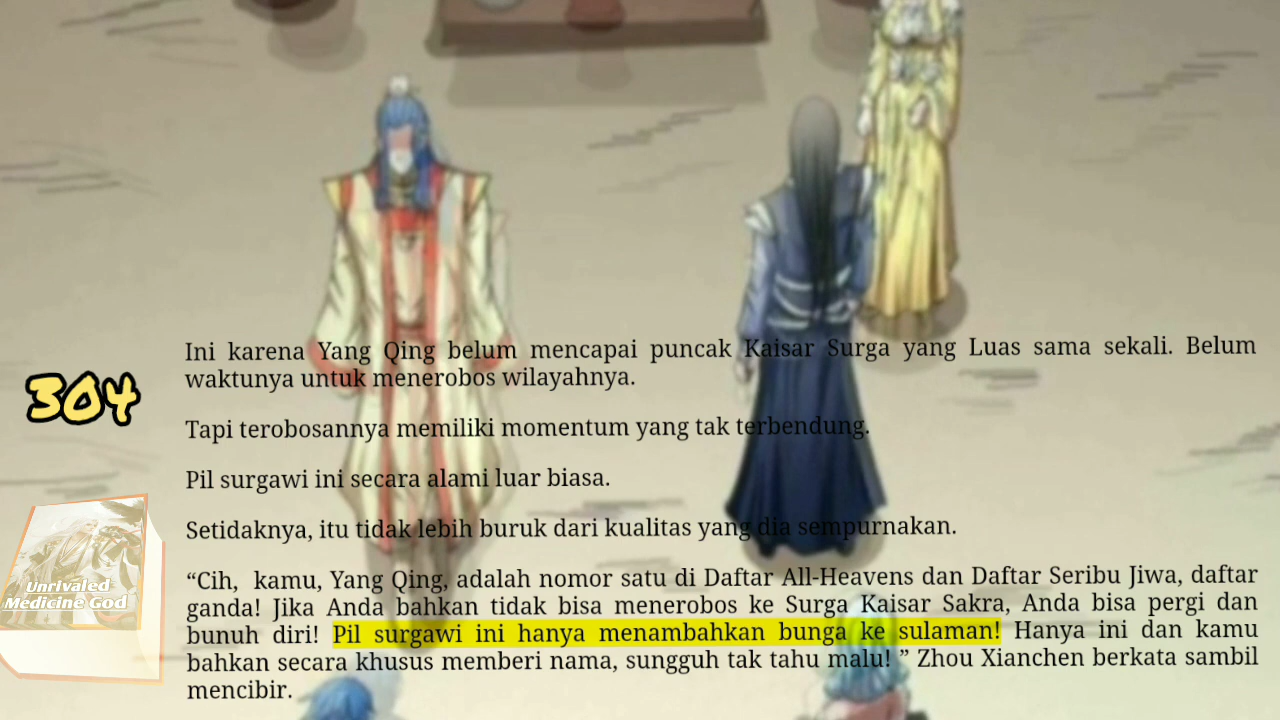 Ini karena Yang Qing belum mencapai puncak Kaisar Surga yang Luas sama sekali. Belum
waktunya untuk menerobos wilayahnya.
304
Tapi terobosannya memiliki momentum yang tak terbendung.
Pil surgawi ini secara alami luar biasa.
Setidaknya, itu tidak lebih buruk dari kualitas yang dia sempurnakan.
“Cih, kamu, Yang Qing, adalah nomor satu di Daftar All-Heavens dan Daftar Seribu Jiwa, daftar
ganda! Jika Anda bahkan tidak bisa menerobos ke Surga Kaisar Sakra, Anda bisa pergi dan
bunuh diri! Pil surgawi ini hanya menambahkan bunga ke sulaman! Hanya ini dan kamu
bahkan secara khusus memberi nama, sungguh tak tahu malu! ” Zhou Xianchen berkata sambil
mencibir.
Unrivaled
Medicine God